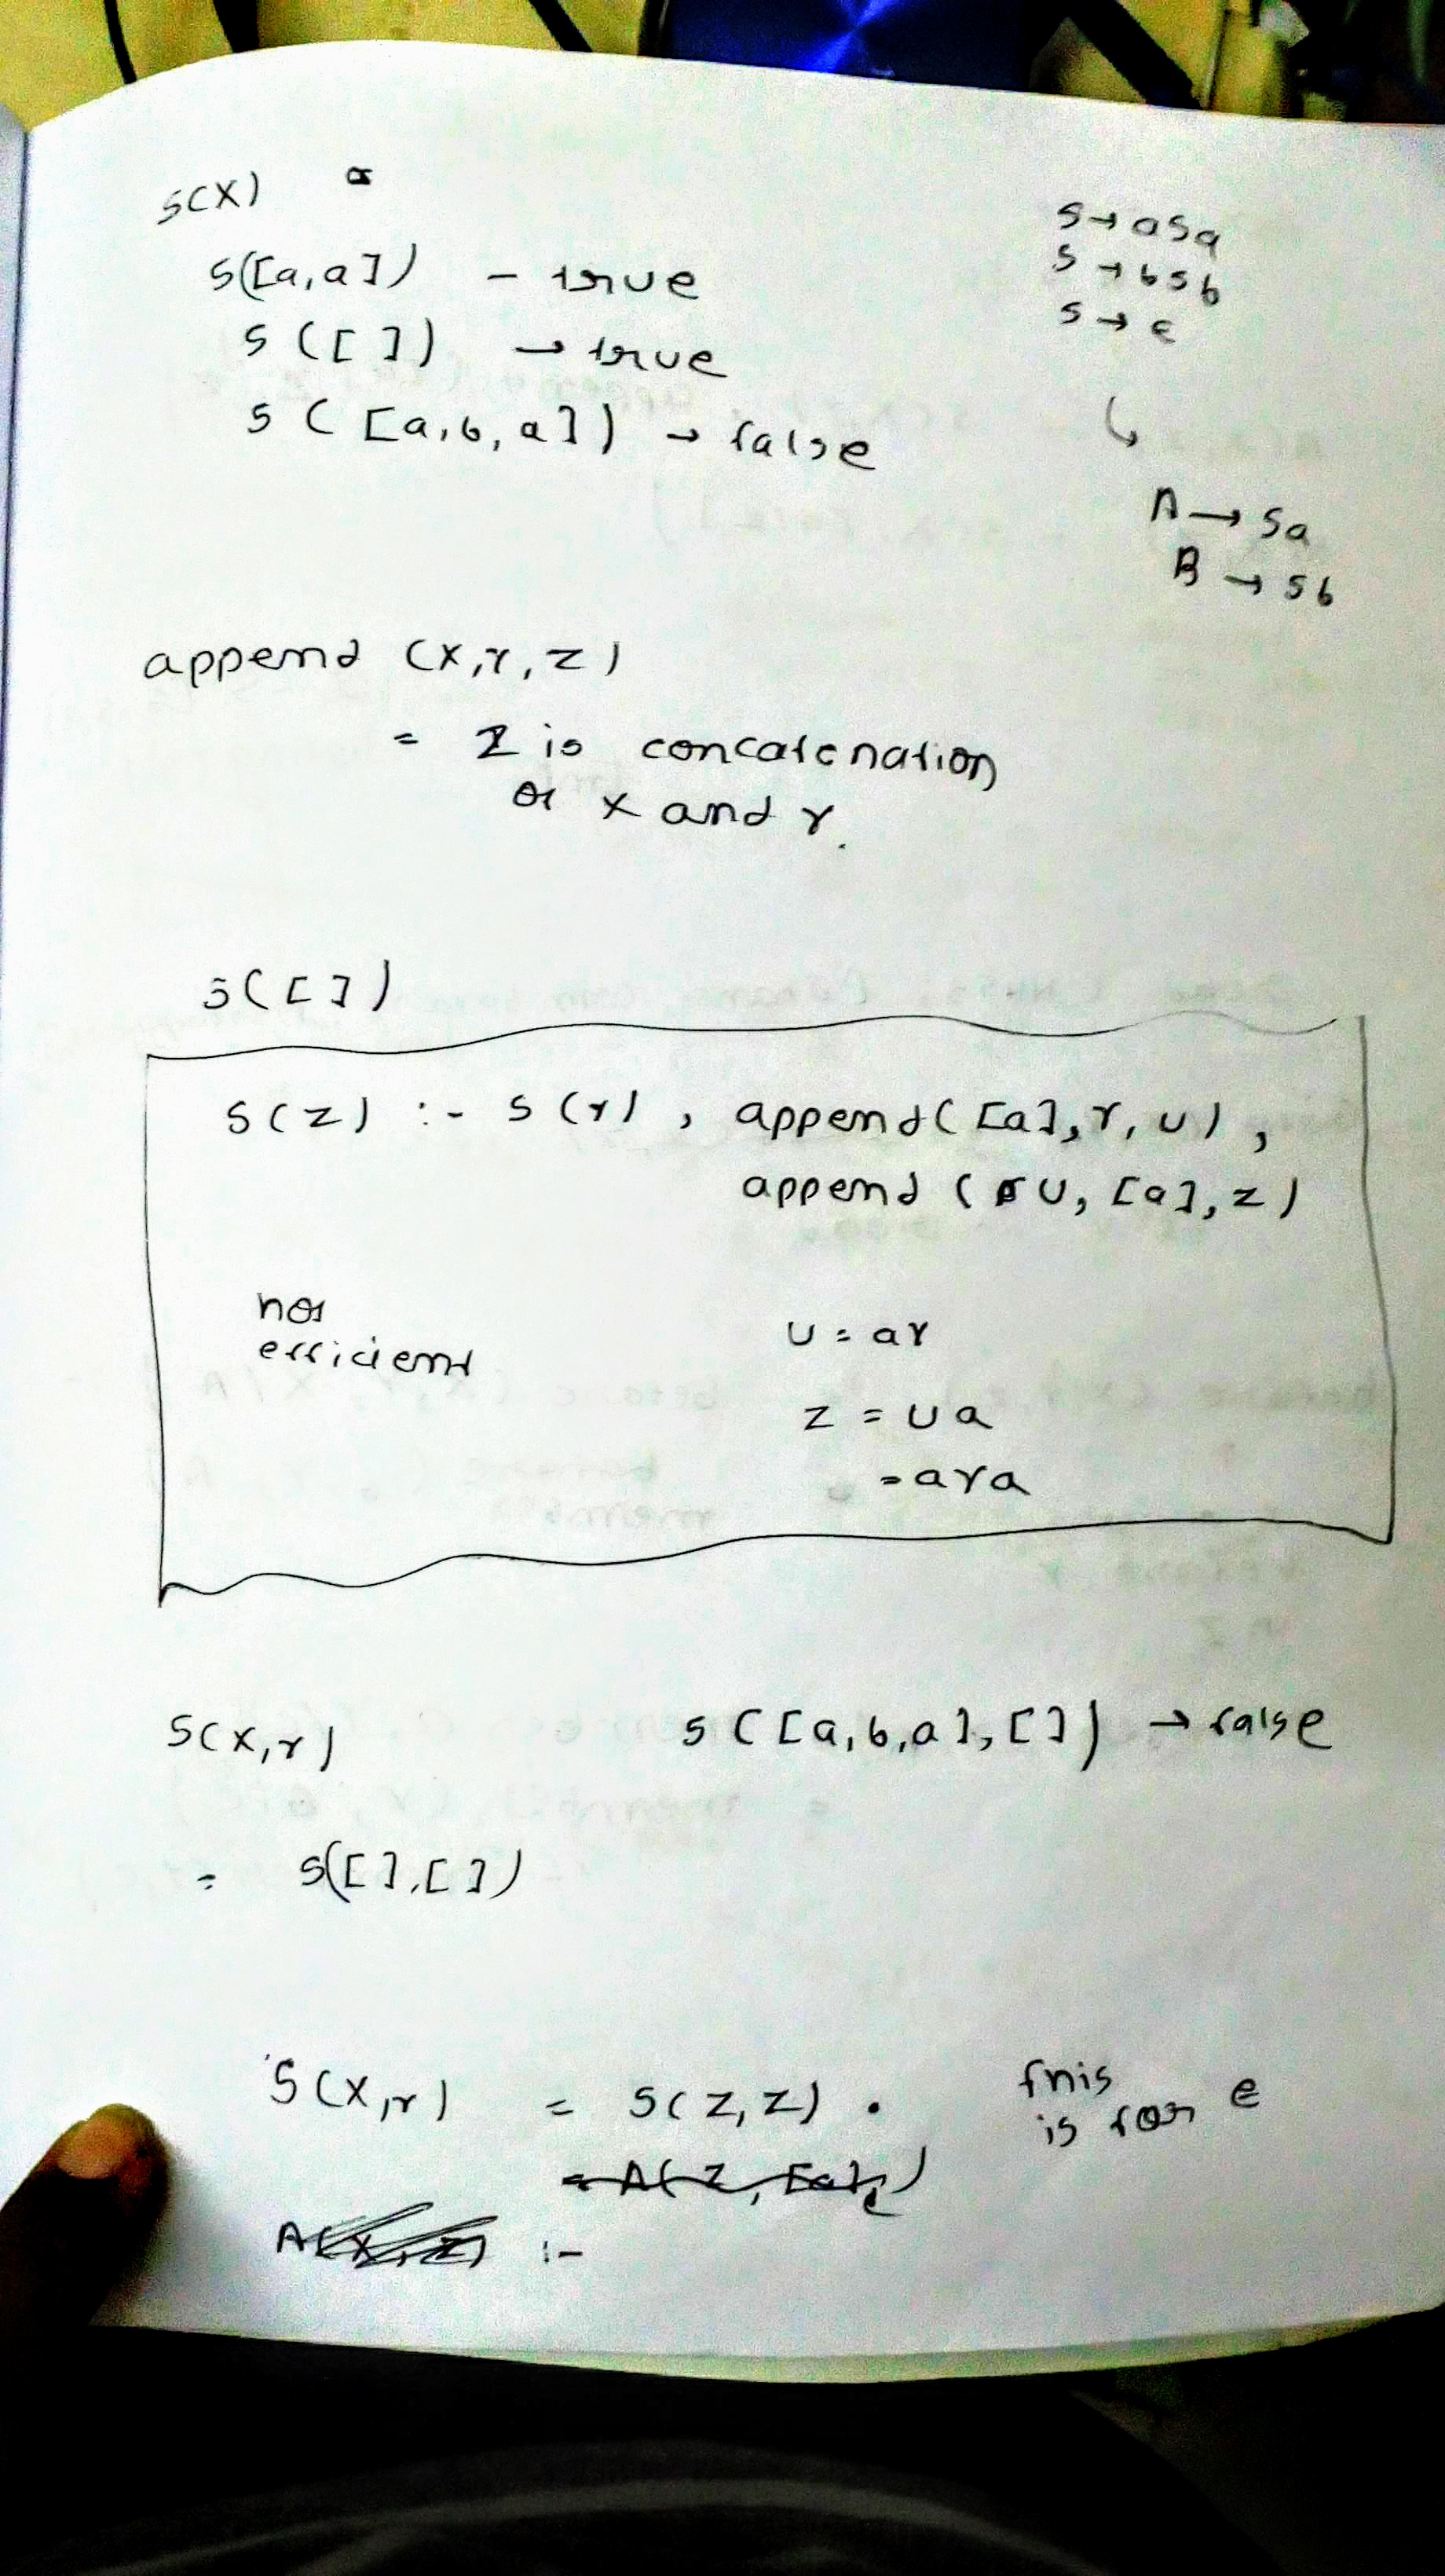 S(X)
S([a,a]) - true
S([]) → true
S([a,b,a]) → false
S → aSa
S → bSb
S → ε
A → Sa
B → Sb
append (X,Y,Z)
= Z is concatenation
of X and Y.
S([])
S(Z) :- S(Y), append([a],Y,U),
append(U,[a],Z)
not
efficient
U = aY
Z = Ua
= aYa
S(X,Y)
S([a,b,a],[]) → false
= S([],[])
S(X,Y) = S(Z,Z).
this
is for e
:-